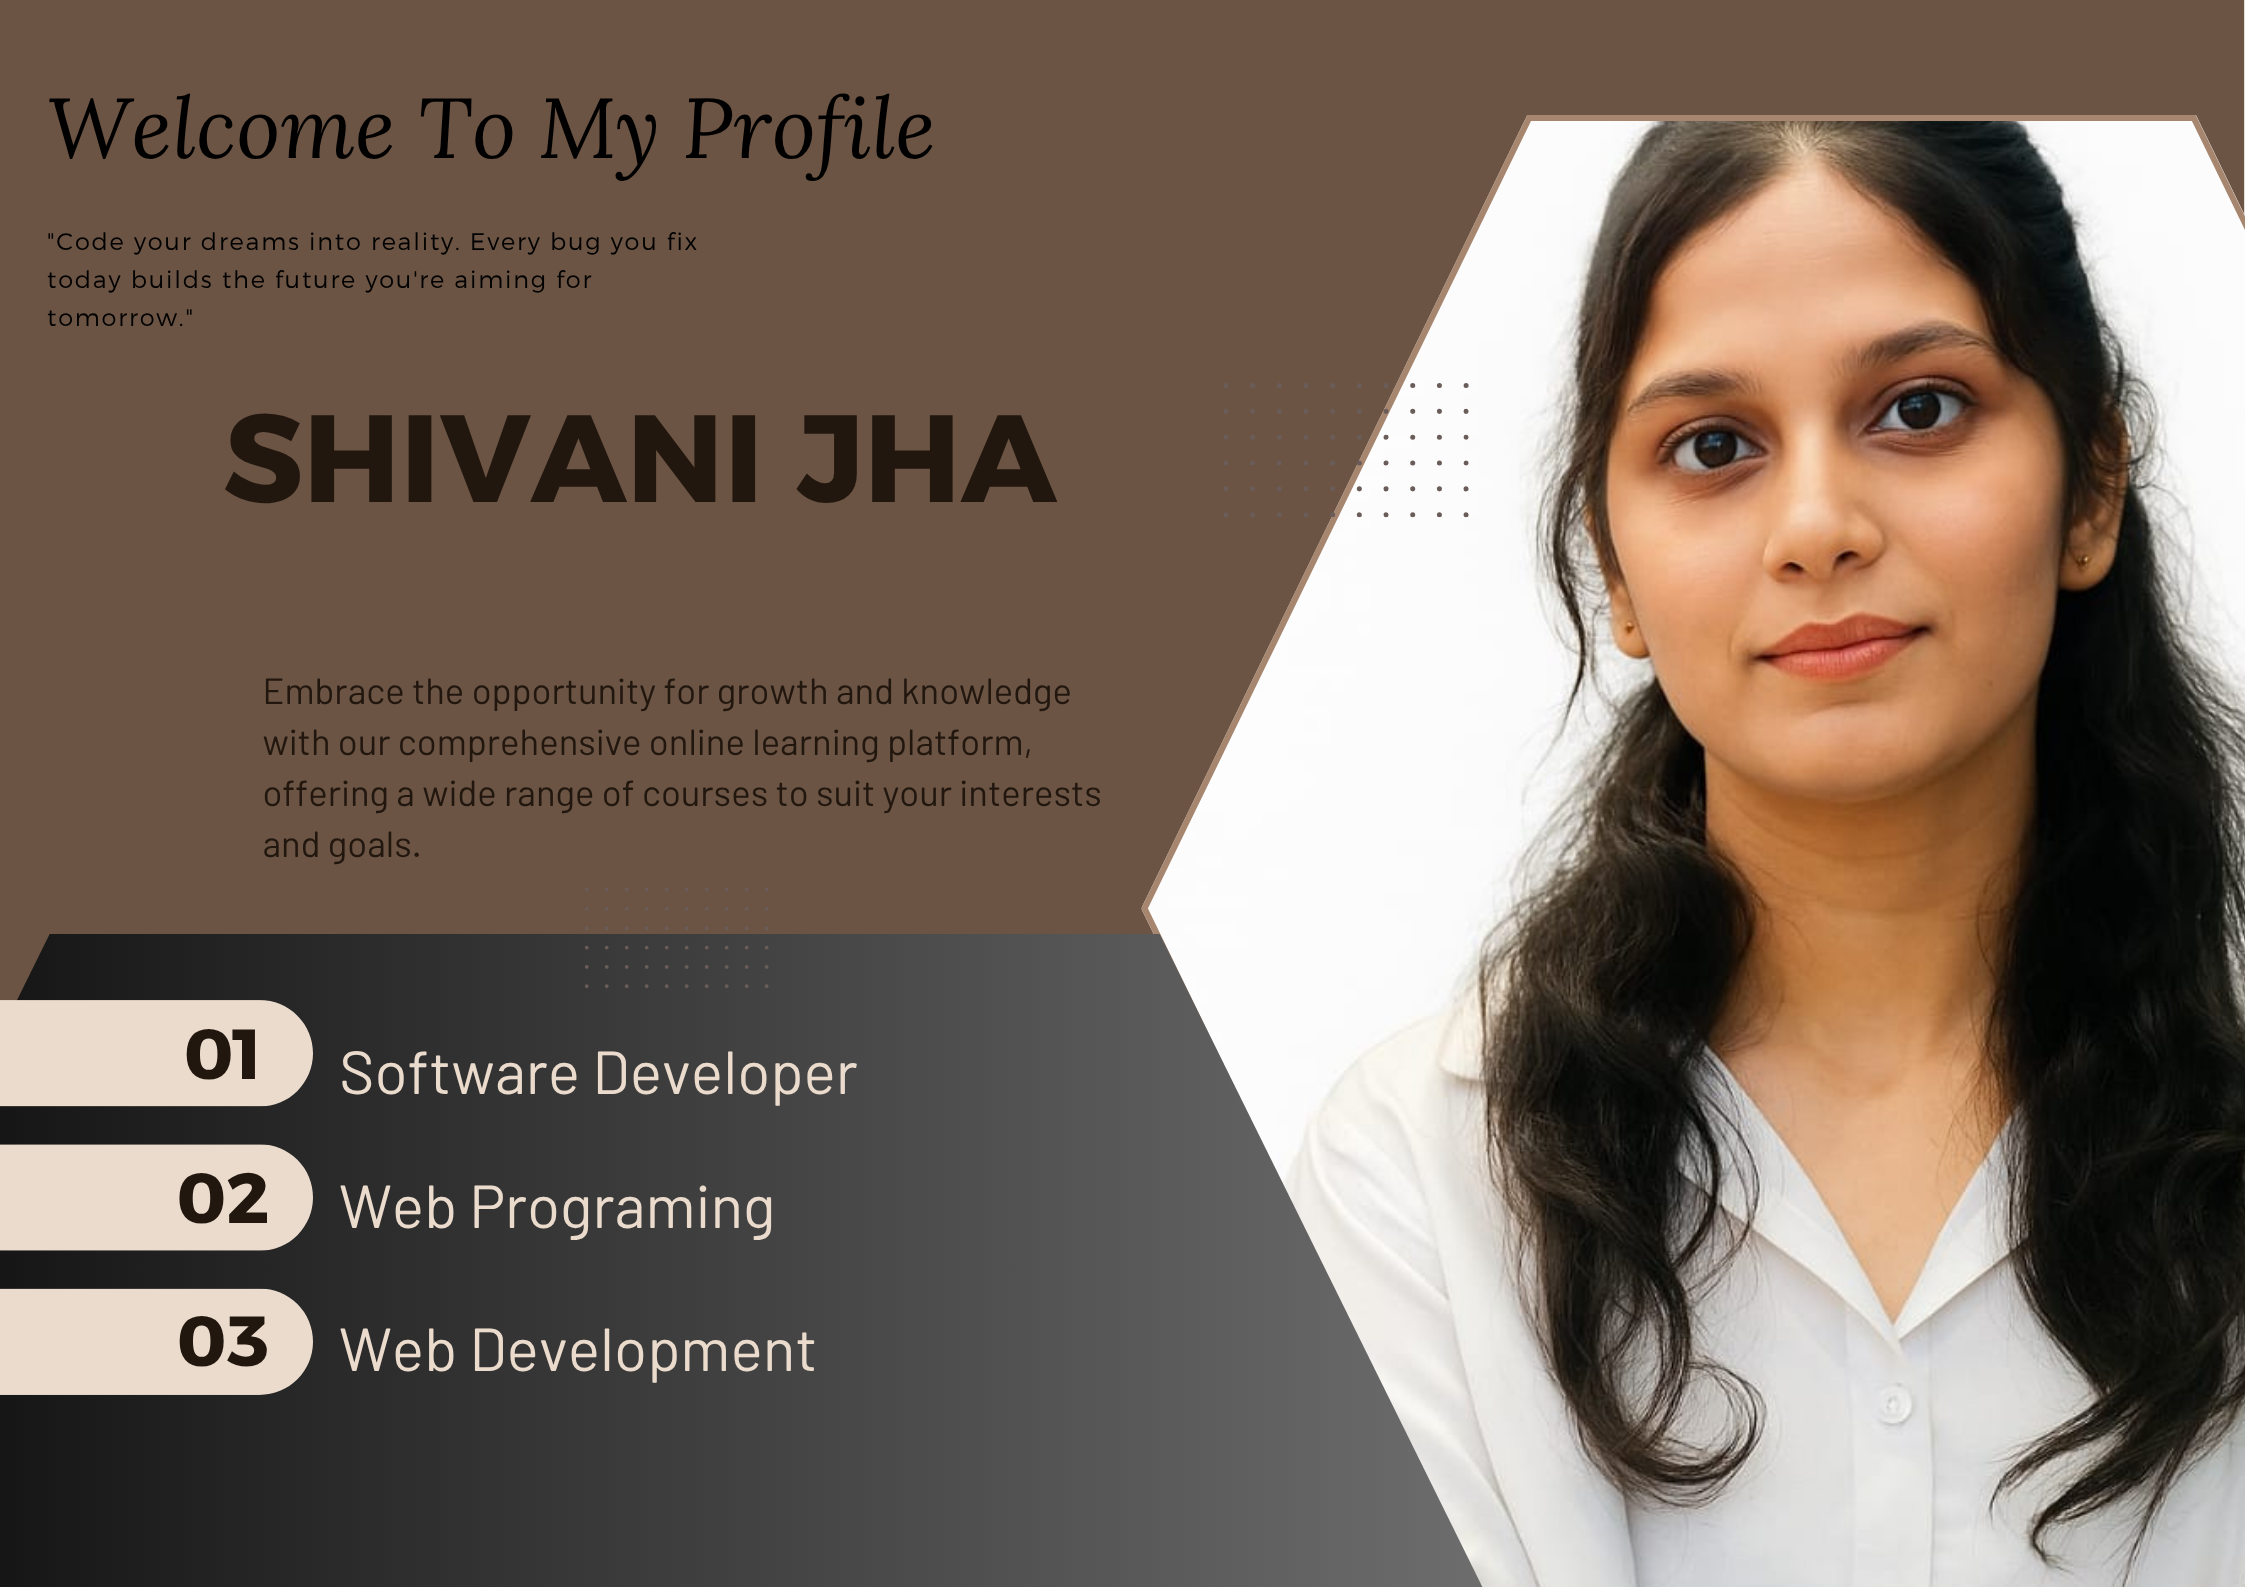 Welcome To My Profile
"Code your dreams into reality. Every bug you fix
today builds the future you're aiming for
tomorrow."
SHIVANI JHA
Embrace the opportunity for growth and knowledge
with our comprehensive online learning platform,
offering a wide range of courses to suit your interests
and goals.
01 Software Developer
02 Web Programing
03 Web Development